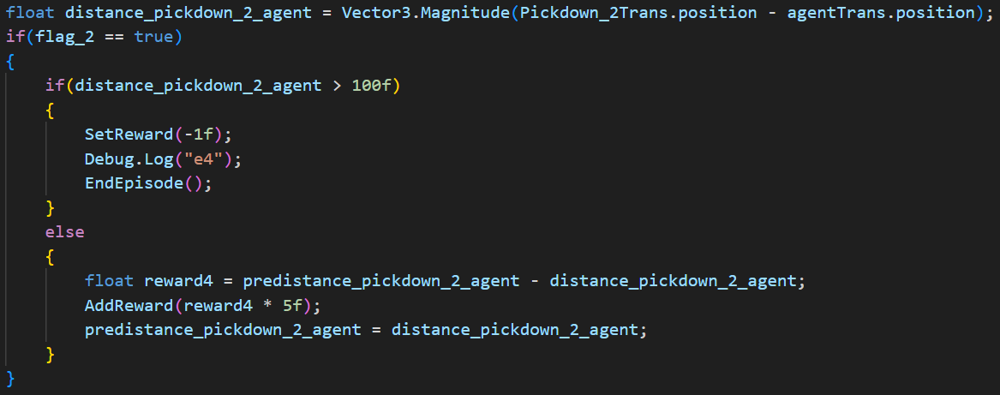 float distance_pickdown_2_agent = Vector3.Magnitude(Pickdown_2Trans.position - agentTrans.position);
if(flag_2 == true)
{
    if(distance_pickdown_2_agent > 100f)
    {
        SetReward(-1f);
        Debug.Log("e4");
        EndEpisode();
    }
    else
    {
        float reward4 = predistance_pickdown_2_agent - distance_pickdown_2_agent;
        AddReward(reward4 * 5f);
        predistance_pickdown_2_agent = distance_pickdown_2_agent;
    }
}